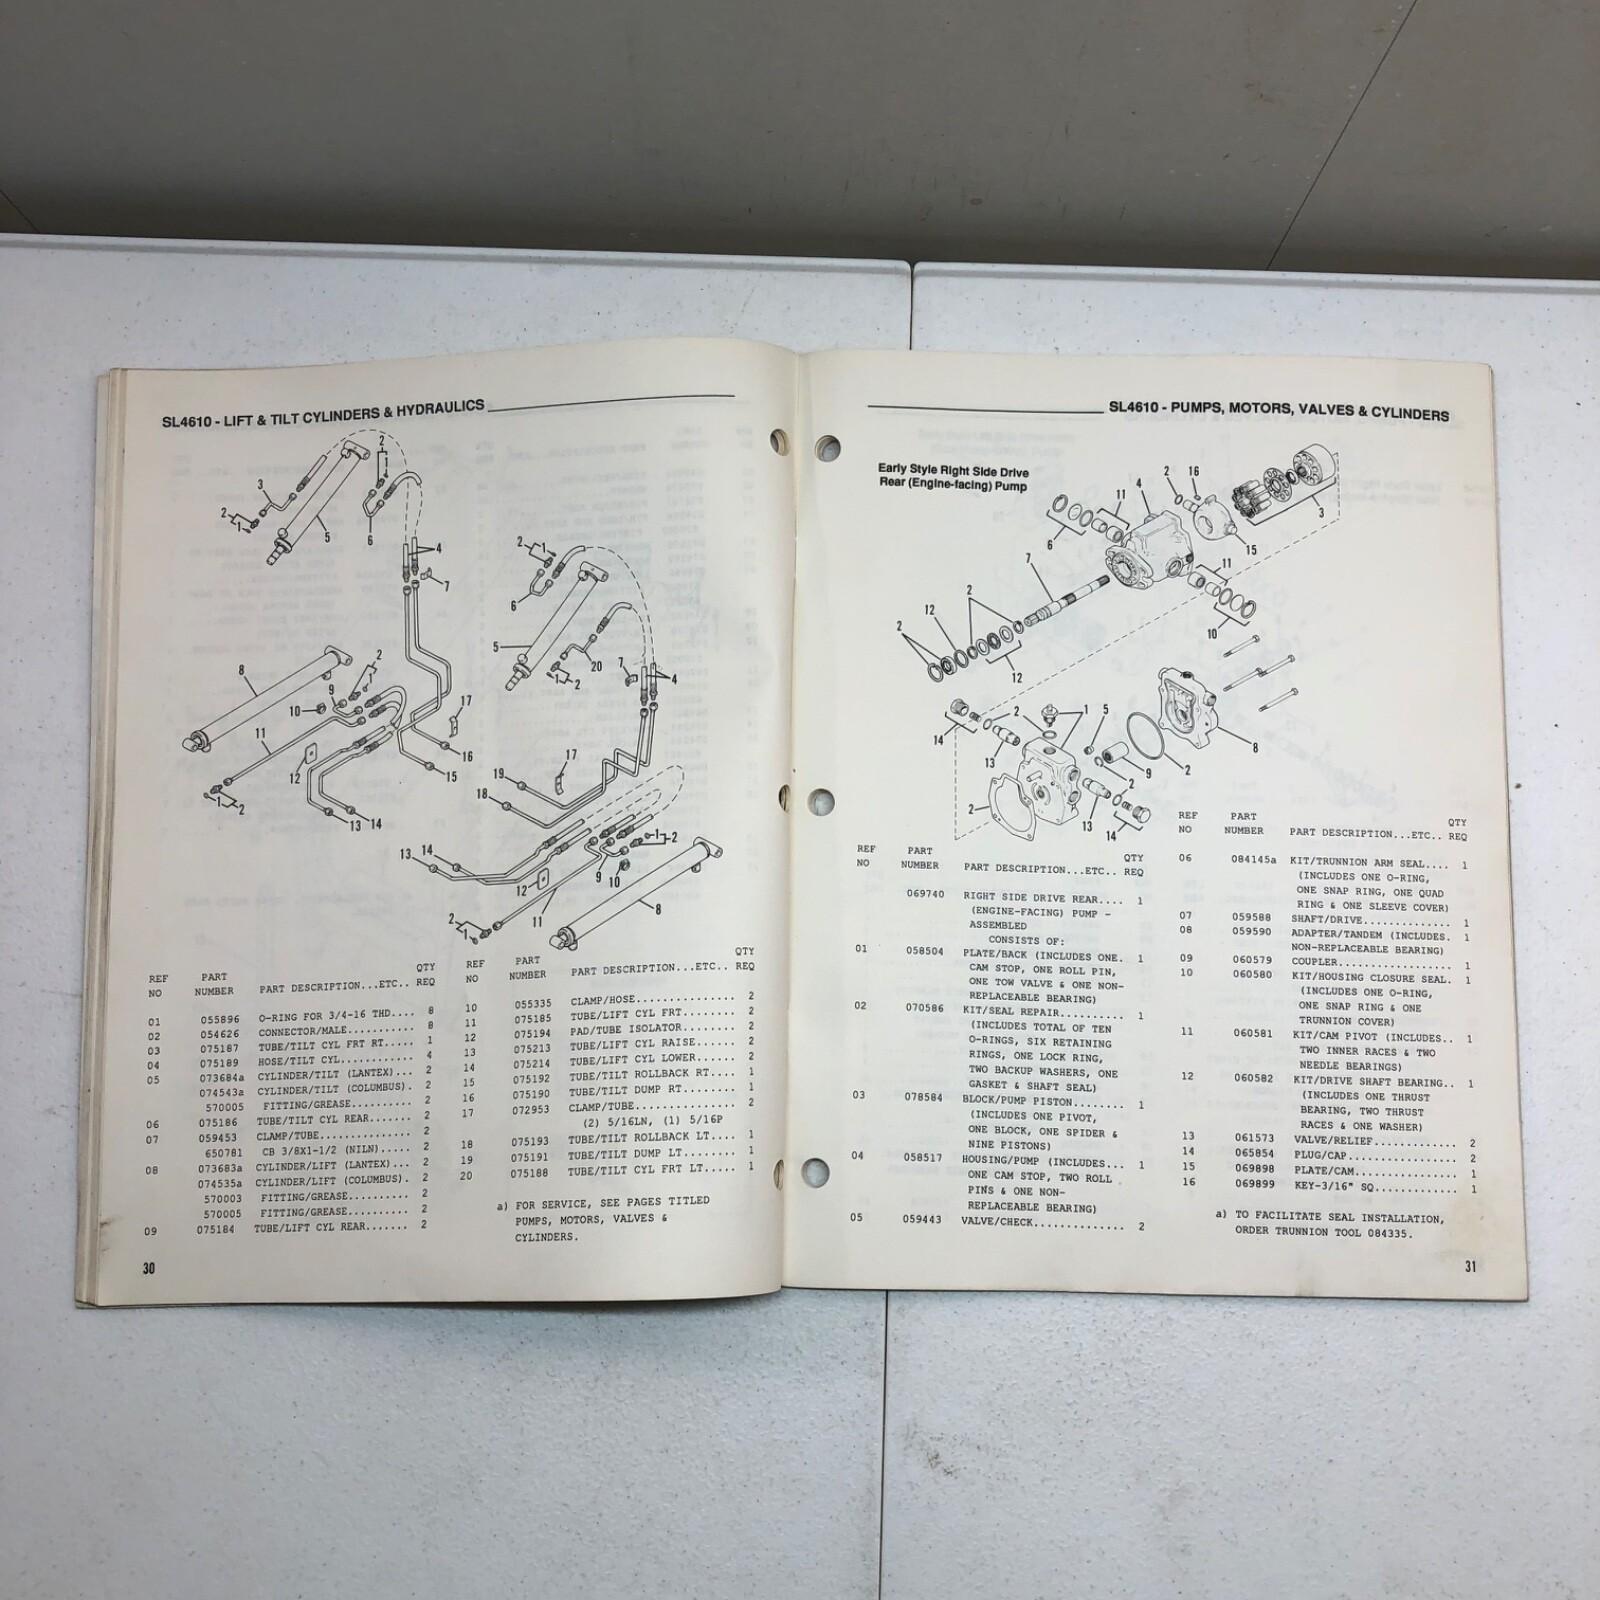 SL4610 - LIFT & TILT CYLINDERS & HYDRAULICS
REF NO PART NUMBER PART DESCRIPTION...ETC.. QTY REQ
01 055896 O-RING FOR 3/4-16 THD.... 8
02 054626 CONNECTOR/MALE........... 8
03 075187 TUBE/TILT CYL FRT RT..... 1
04 075189 HOSE/TILT CYL............ 4
05 073684a CYLINDER/TILT (LANTEX)... 2
074543a CYLINDER/TILT (COLUMBUS). 2
570005 FITTING/GREASE.......... 2
06 075186 TUBE/TILT CYL REAR....... 2
07 059453 CLAMP/TUBE............... 2
650781 CB 3/8X1-1/2 (NILN)..... 2
08 073683a CYLINDER/LIFT (LANTEX)... 2
074535a CYLINDER/LIFT (COLUMBUS). 2
570003 FITTING/GREASE.......... 2
570005 FITTING/GREASE.......... 2
09 075184 TUBE/LIFT CYL REAR....... 2
30
REF NO PART NUMBER PART DESCRIPTION...ETC.. QTY REQ
10 055335 CLAMP/HOSE............... 2
11 075185 TUBE/LIFT CYL FRT........ 2
12 075194 PAD/TUBE ISOLATOR........ 2
13 075213 TUBE/LIFT CYL RAISE...... 2
14 075214 TUBE/LIFT CYL LOWER...... 2
15 075192 TUBE/TILT ROLLBACK RT.... 1
16 075190 TUBE/TILT DUMP RT........ 1
17 072953 CLAMP/TUBE............... 2
(2) 5/16LN, (1) 5/16P
18 075193 TUBE/TILT ROLLBACK LT.... 1
19 075191 TUBE/TILT DUMP LT........ 1
20 075188 TUBE/TILT CYL FRT LT..... 1
a) FOR SERVICE, SEE PAGES TITLED
PUMPS, MOTORS, VALVES &
CYLINDERS.
SL4610 - PUMPS, MOTORS, VALVES & CYLINDERS
Early Style Right Side Drive
Rear (Engine-facing) Pump
REF NO PART NUMBER PART DESCRIPTION...ETC.. QTY REQ
069740 RIGHT SIDE DRIVE REAR.... 1
(ENGINE-FACING) PUMP -
ASSEMBLED
CONSISTS OF:
01 058504 PLATE/BACK (INCLUDES ONE. 1
CAM STOP, ONE ROLL PIN,
ONE TOW VALVE & ONE NON-
REPLACEABLE BEARING)
02 070586 KIT/SEAL REPAIR.......... 1
(INCLUDES TOTAL OF TEN
O-RINGS, SIX RETAINING
RINGS, ONE LOCK RING,
TWO BACKUP WASHERS, ONE
GASKET & SHAFT SEAL)
03 078584 BLOCK/PUMP PISTON........ 1
(INCLUDES ONE PIVOT,
ONE BLOCK, ONE SPIDER &
NINE PISTONS)
04 058517 HOUSING/PUMP (INCLUDES... 1
ONE CAM STOP, TWO ROLL
PINS & ONE NON-
REPLACEABLE BEARING)
05 059443 VALVE/CHECK.............. 2
REF NO PART NUMBER PART DESCRIPTION...ETC.. QTY REQ
06 084145a KIT/TRUNNION ARM SEAL.... 1
(INCLUDES ONE O-RING,
ONE SNAP RING, ONE QUAD
RING & ONE SLEEVE COVER)
07 059588 SHAFT/DRIVE.............. 1
08 059590 ADAPTER/TANDEM (INCLUDES. 1
NON-REPLACEABLE BEARING)
09 060579 COUPLER.................. 1
10 060580 KIT/HOUSING CLOSURE SEAL. 1
(INCLUDES ONE O-RING,
ONE SNAP RING & ONE
TRUNNION COVER)
11 060581 KIT/CAM PIVOT (INCLUDES.. 1
TWO INNER RACES & TWO
NEEDLE BEARINGS)
12 060582 KIT/DRIVE SHAFT BEARING.. 1
(INCLUDES ONE THRUST
BEARING, TWO THRUST
RACES & ONE WASHER)
13 061573 VALVE/RELIEF............. 2
14 065854 PLUG/CAP................. 2
15 069898 PLATE/CAM................ 1
16 069899 KEY-3/16" SQ............. 1
a) TO FACILITATE SEAL INSTALLATION,
ORDER TRUNNION TOOL 084335.
31